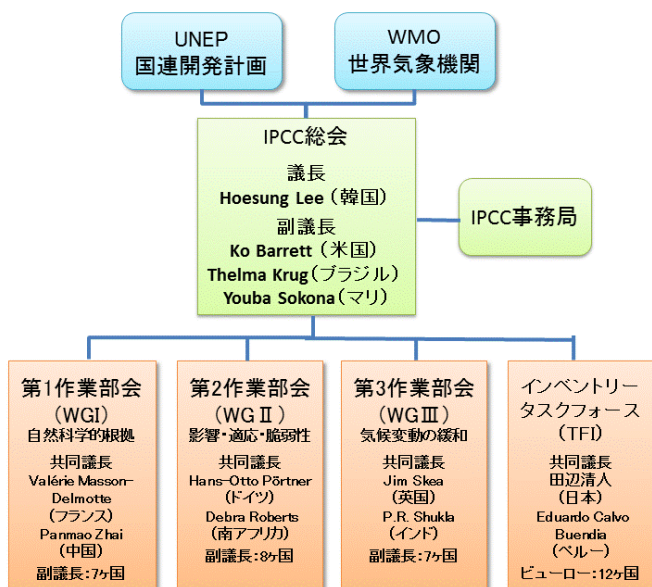 UNEP
国連開発計画
WMO
世界気象機関
IPCC総会
議長
Hoesung Lee (韓国)
副議長
Ko Barrett (米国)
Thelma Krug(ブラジル)
Youba Sokona(マリ)
IPCC事務局
第1作業部会
(WGI)
自然科学的根拠
共同議長
Valérie Masson-
Delmotte
(フランス)
Panmao Zhai
(中国)
副議長:7ヶ国
第2作業部会
(WGⅡ)
影響・適応・脆弱性
共同議長
Hans-Otto Pörtner
(ドイツ)
Debra Roberts
(南アフリカ)
副議長:8ヶ国
第3作業部会
(WGⅢ)
気候変動の緩和
共同議長
Jim Skea
(英国)
P.R. Shukla
(インド)
副議長:7ヶ国
インベントリー
タスクフォース
(TFI)
共同議長
田辺清人
(日本)
Eduardo Calvo
Buendia
(ペルー)
ビューロー:12ヶ国